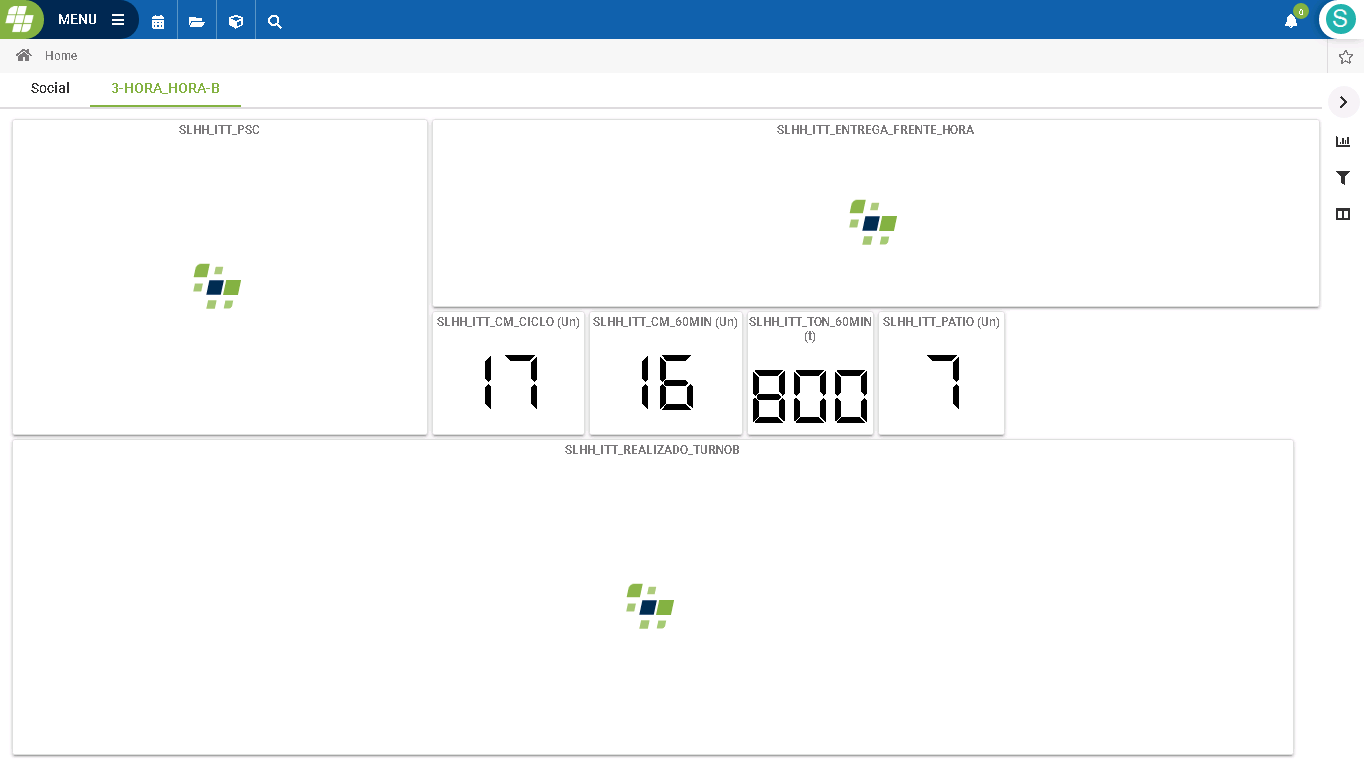 MENU
0
S
Home
Social
3-HORA_HORA-B
SLHH_ITT_PSC
SLHH_ITT_ENTREGA_FRENTE_HORA
SLHH_ITT_CM_CICLO (Un)
17
SLHH_ITT_CM_60MIN (Un)
16
SLHH_ITT_TON_60MIN
(t)
800
SLHH_ITT_PATIO (Un)
7
SLHH_ITT_REALIZADO_TURNOB